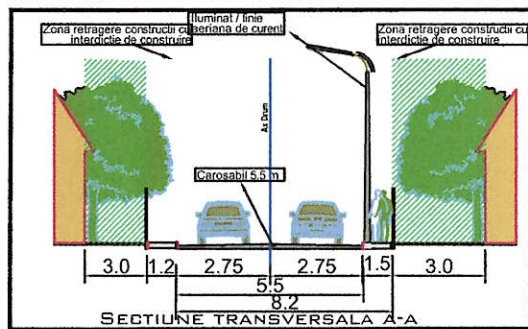 Zona retragere constructii cu
interdictie de construire
Iluminat / linie
aeriana de curent
Zona retragere constructii cu
interdictie de construire
Ax Drum
Carosabil 5.5 m
3.0 1.2 2.75 2.75 1.5 3.0
5.5
8.2
SECTIUNE TRANSVERSALA A-A